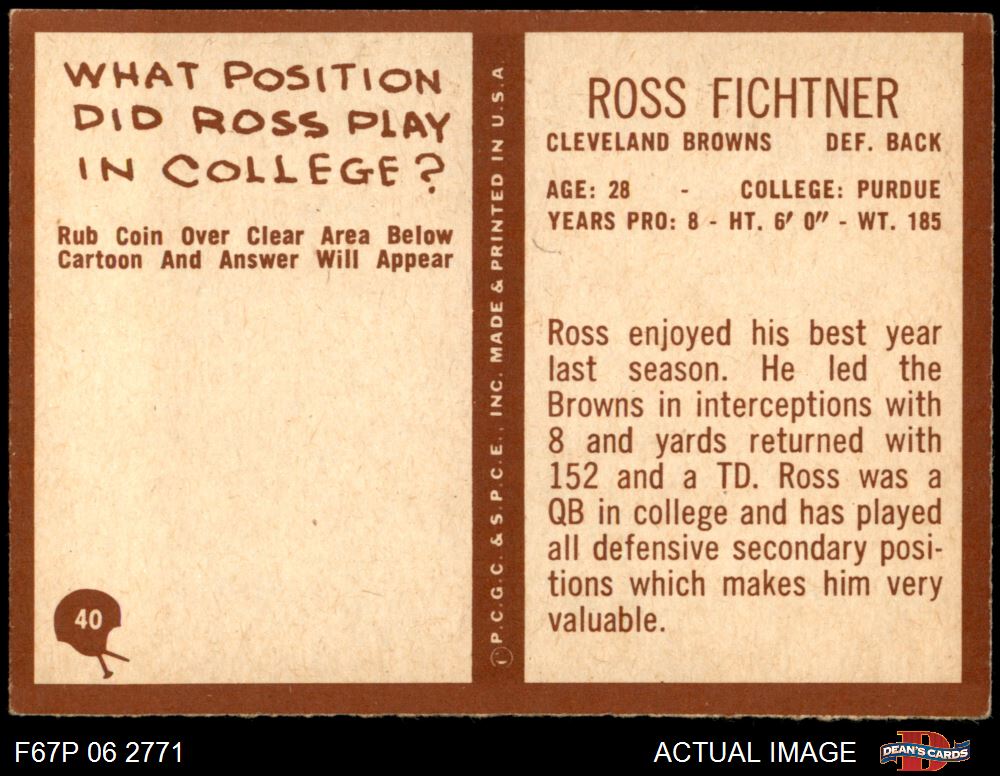 WHAT POSITION
DID ROSS PLAY
IN COLLEGE?
Rub Coin Over Clear Area Below
Cartoon And Answer Will Appear
40
© P.C.G.C. & S.P.C.E., INC. MADE & PRINTED IN U.S.A.
ROSS FICHTNER
CLEVELAND BROWNS DEF. BACK
AGE: 28 - COLLEGE: PURDUE
YEARS PRO: 8 - HT. 6' 0" - WT. 185
Ross enjoyed his best year
last season. He led the
Browns in interceptions with
8 and yards returned with
152 and a TD. Ross was a
QB in college and has played
all defensive secondary posi-
tions which makes him very
valuable.
F67P 06 2771
ACTUAL IMAGE
DEAN'S CARDS